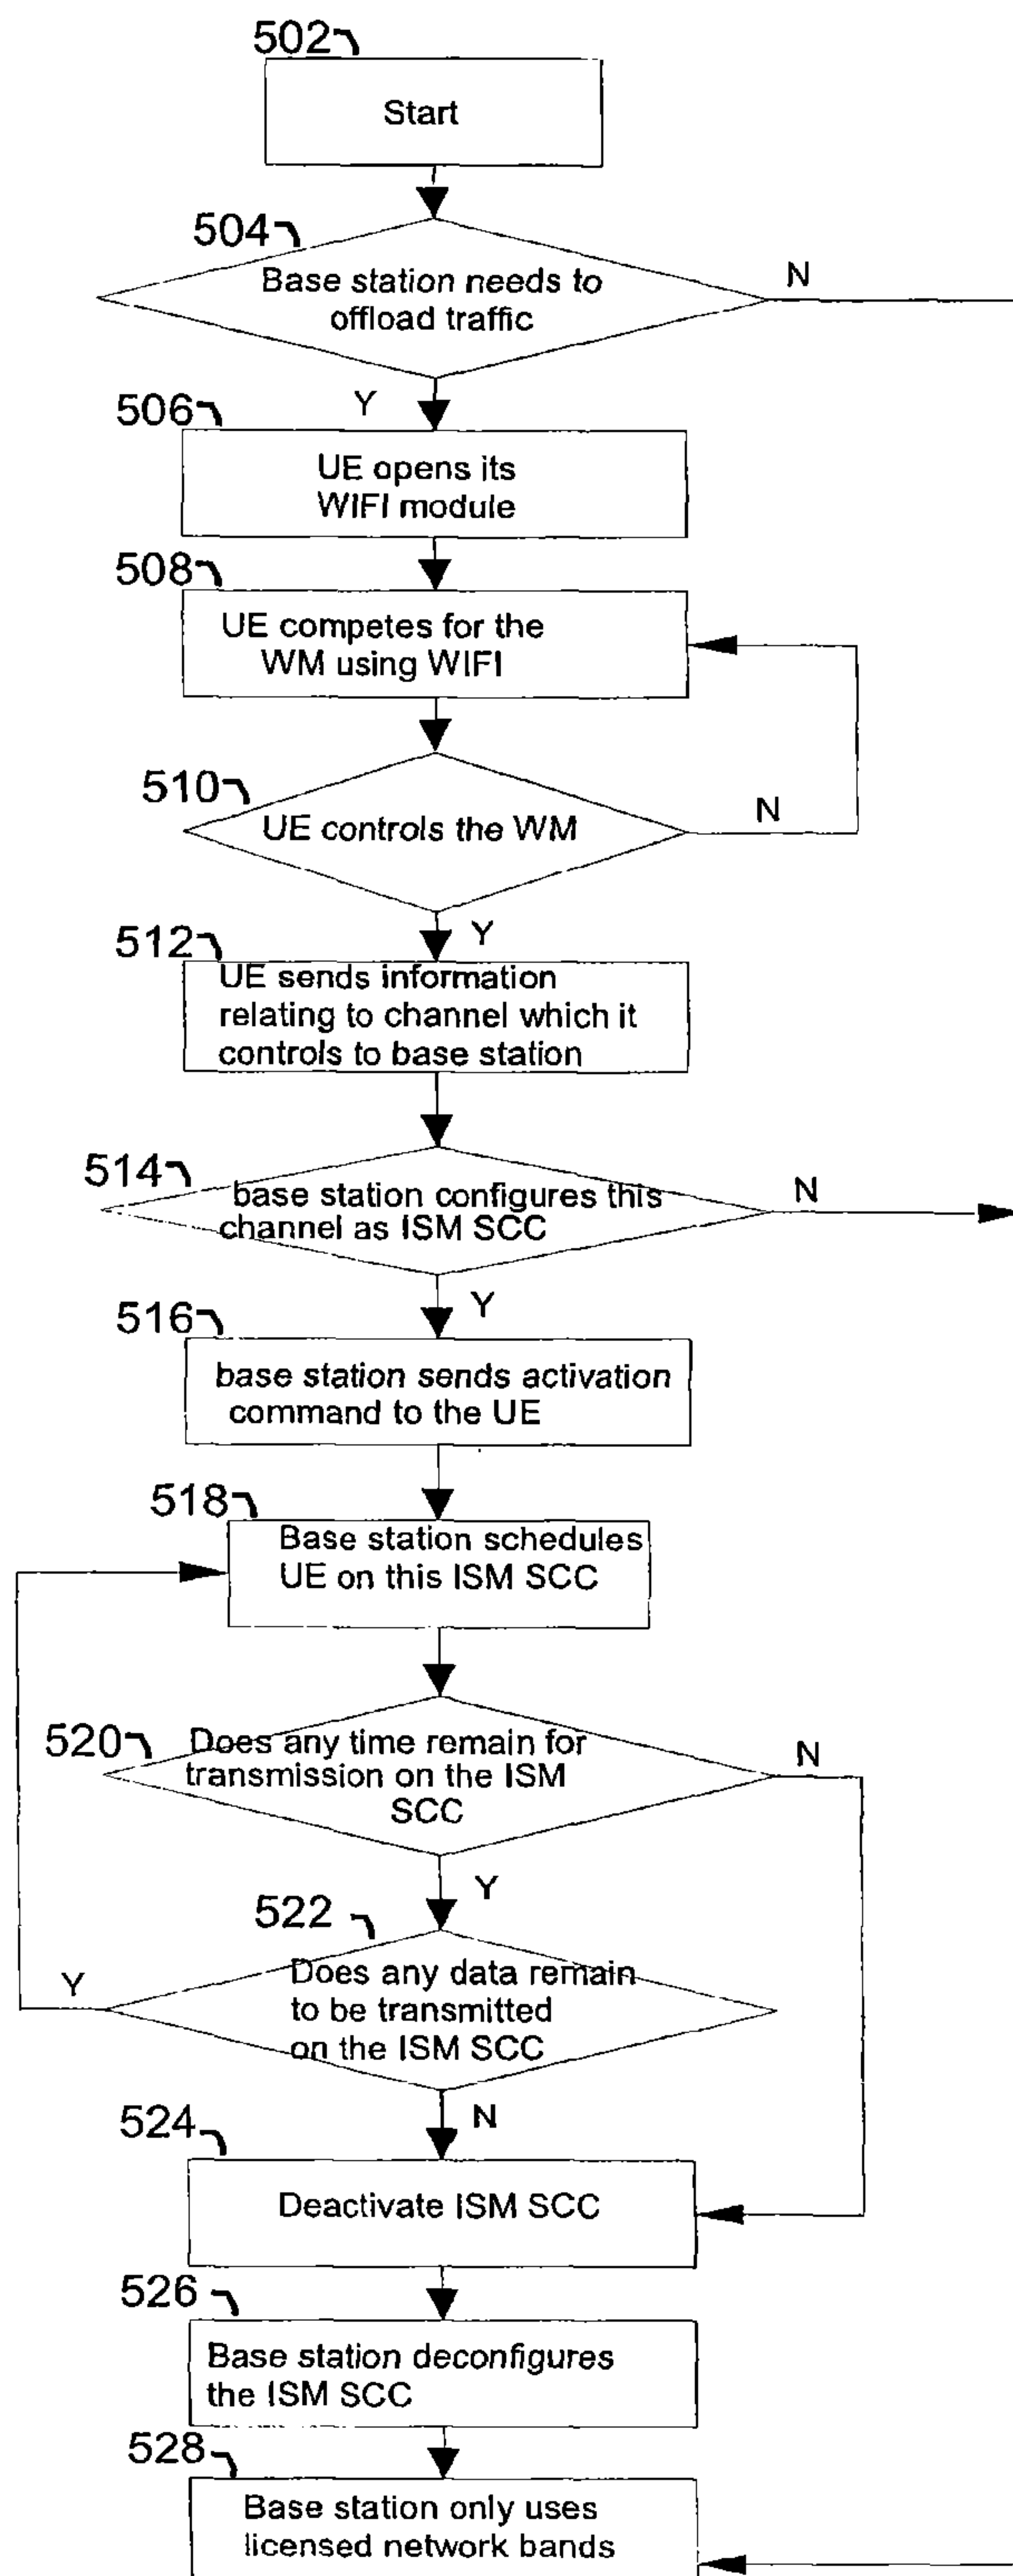 502
Start
504
Base station needs to
offload traffic
N
Y
506
UE opens its
WIFI module
508
UE competes for the
WM using WIFI
510
UE controls the WM
N
Y
512
UE sends information
relating to channel which it
controls to base station
514
base station configures this
channel as ISM SCC
N
Y
516
base station sends activation
command to the UE
518
Base station schedules
UE on this ISM SCC
520
Does any time remain for
transmission on the ISM
SCC
N
Y
522
Does any data remain
to be transmitted
on the ISM SCC
Y
N
524
Deactivate ISM SCC
526
Base station deconfigures
the ISM SCC
528
Base station only uses
licensed network bands